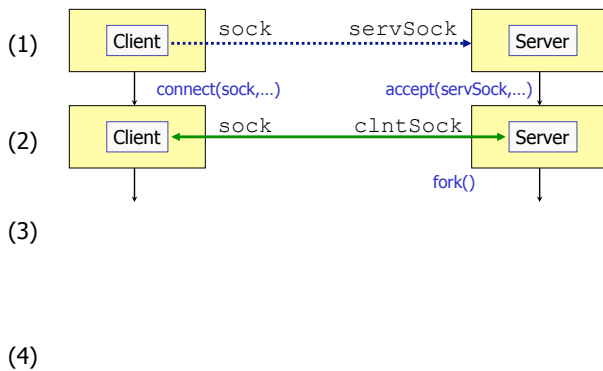 (1) Client sock servSock Server
connect(sock,...) accept(servSock,...)
(2) Client sock clntSock Server
fork()
(3)
(4)